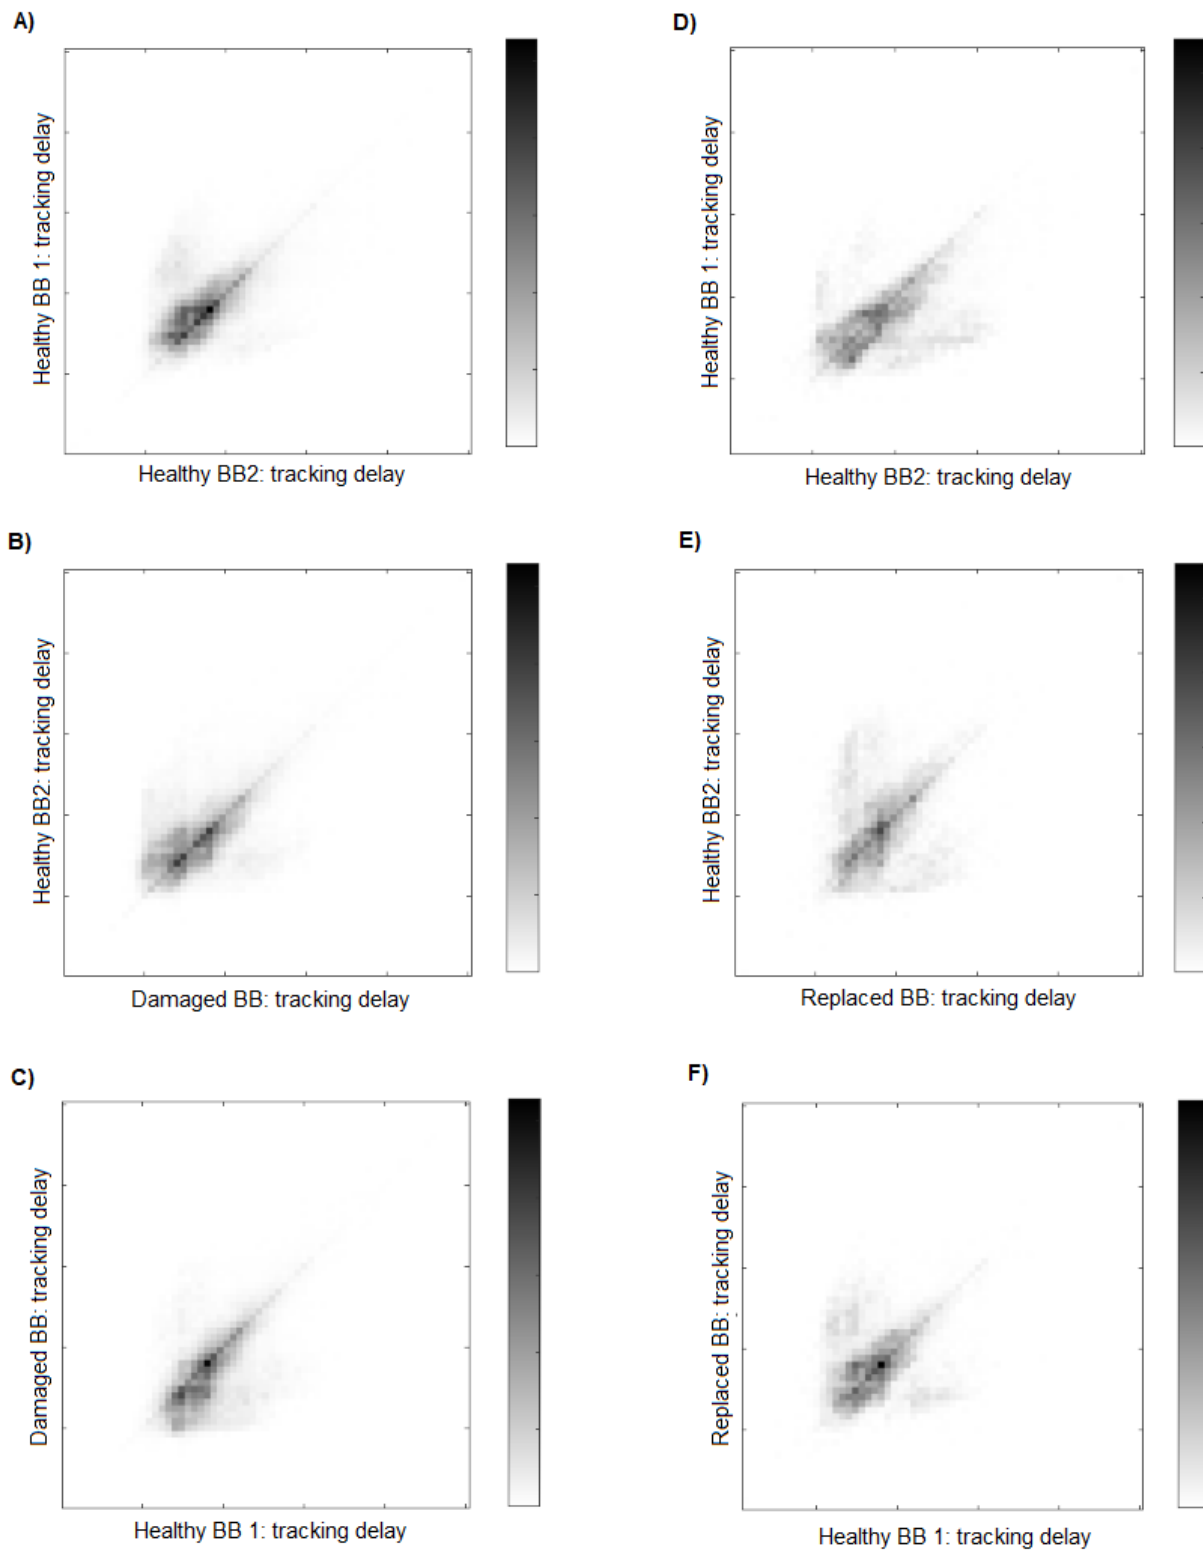 A)
Healthy BB 1: tracking delay
Healthy BB2: tracking delay
D)
Healthy BB 1: tracking delay
Healthy BB2: tracking delay
B)
Healthy BB2: tracking delay
Damaged BB: tracking delay
E)
Healthy BB2: tracking delay
Replaced BB: tracking delay
C)
Damaged BB: tracking delay
Healthy BB 1: tracking delay
F)
Replaced BB: tracking delay
Healthy BB 1: tracking delay